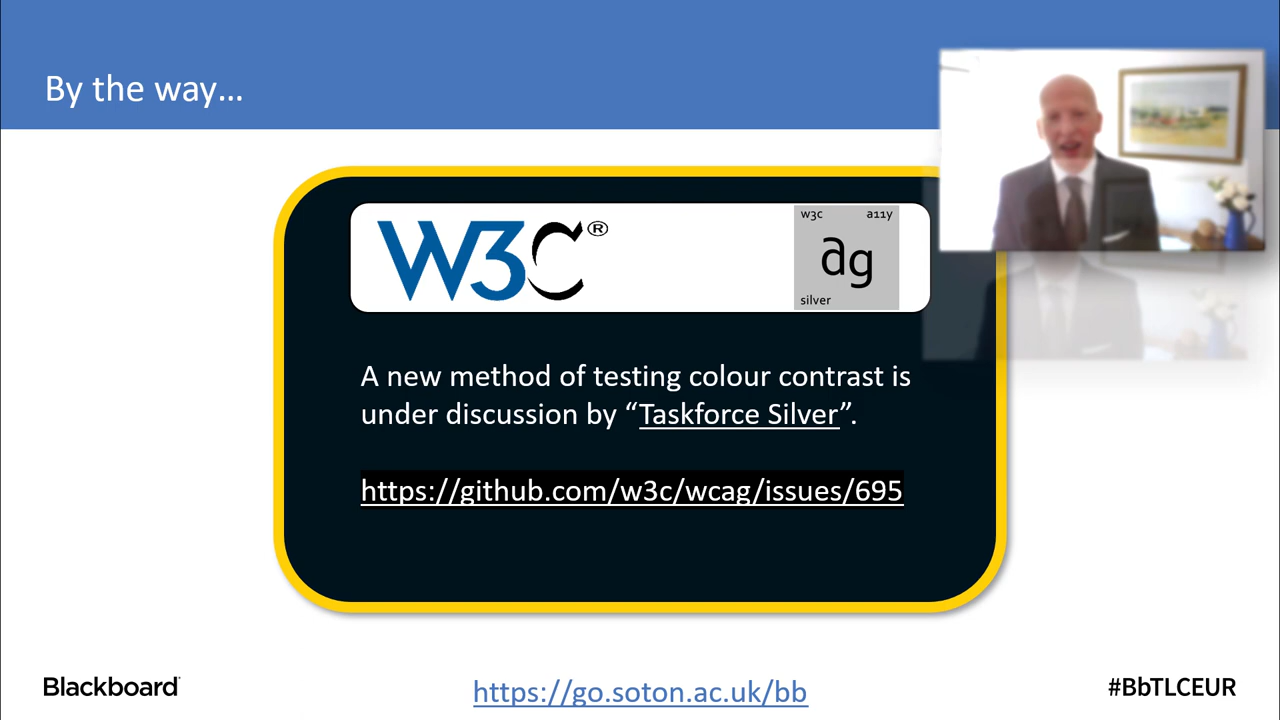 By the way...
W3C®
w3c a11y
ag
silver
A new method of testing colour contrast is
under discussion by “Taskforce Silver”.
https://github.com/w3c/wcag/issues/695
Blackboard
https://go.soton.ac.uk/bb
#BbTLCEUR